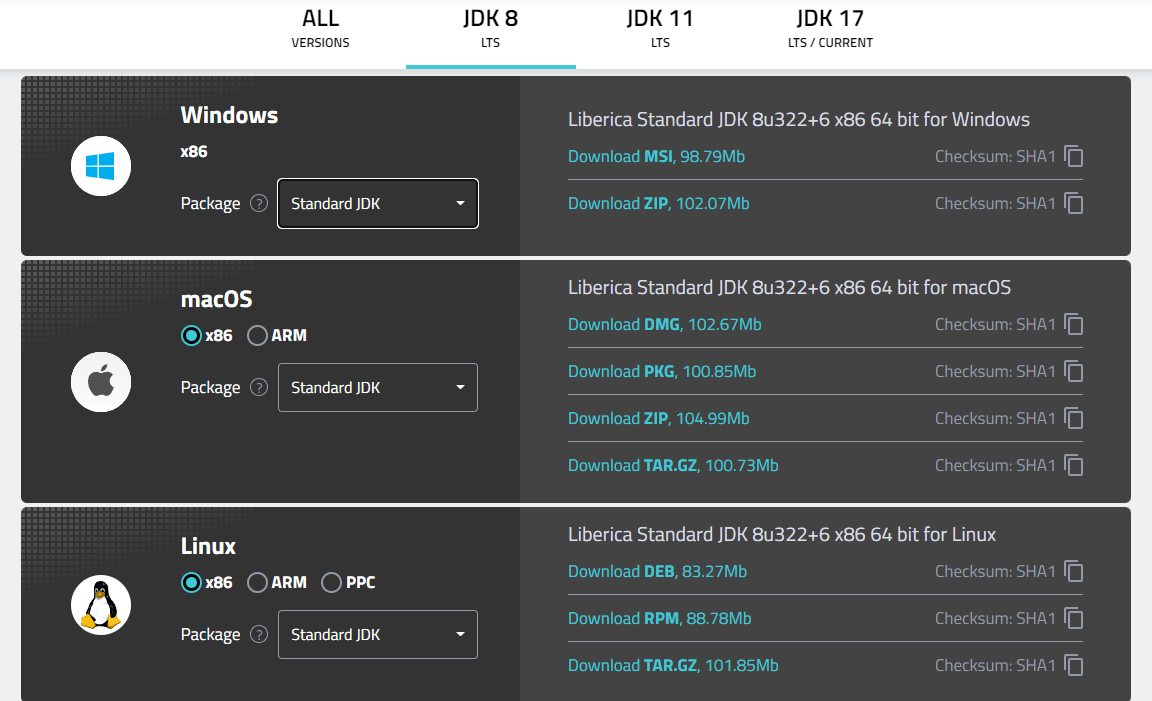 ALL
VERSIONS
JDK 8
LTS
JDK 11
LTS
JDK 17
LTS / CURRENT
Windows
x86
Package ? Standard JDK
Liberica Standard JDK 8u322+6 x86 64 bit for Windows
Download MSI, 98.79Mb Checksum: SHA1
Download ZIP, 102.07Mb Checksum: SHA1
macOS
x86 ARM
Package ? Standard JDK
Liberica Standard JDK 8u322+6 x86 64 bit for macOS
Download DMG, 102.67Mb Checksum: SHA1
Download PKG, 100.85Mb Checksum: SHA1
Download ZIP, 104.99Mb Checksum: SHA1
Download TAR.GZ, 100.73Mb Checksum: SHA1
Linux
x86 ARM PPC
Package ? Standard JDK
Liberica Standard JDK 8u322+6 x86 64 bit for Linux
Download DEB, 83.27Mb Checksum: SHA1
Download RPM, 88.78Mb Checksum: SHA1
Download TAR.GZ, 101.85Mb Checksum: SHA1